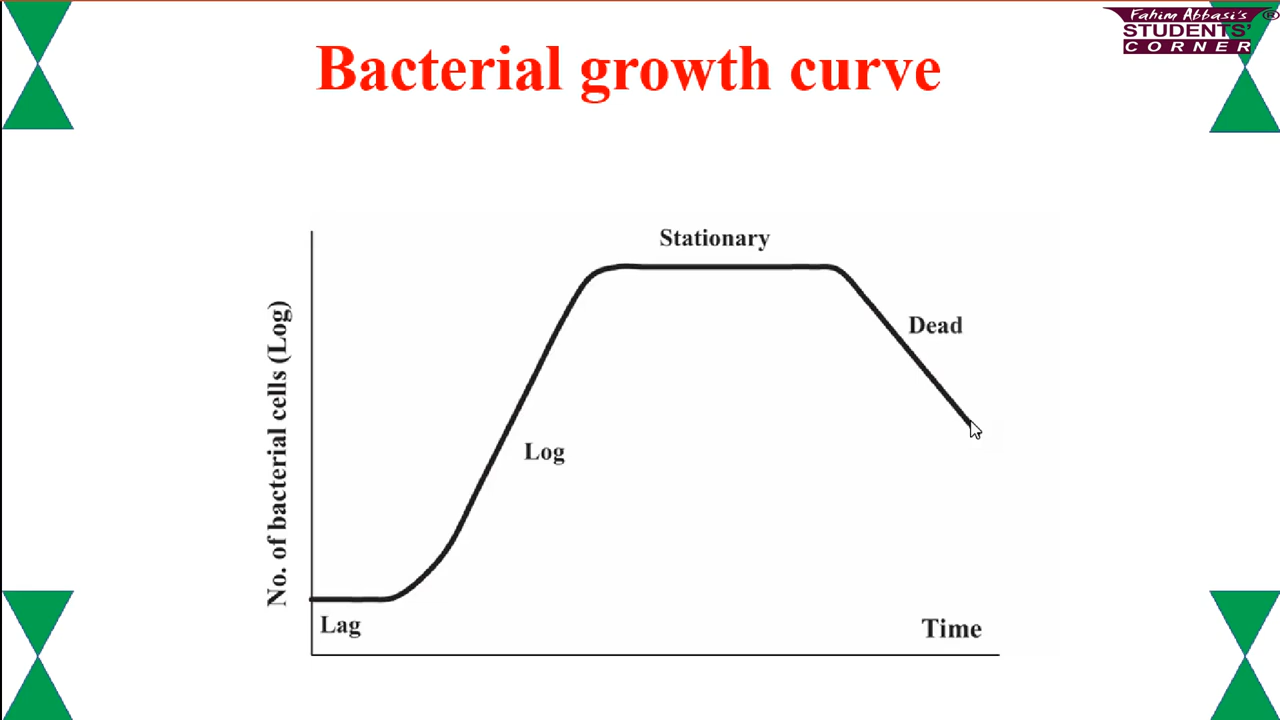 Fahim Abbasi's
STUDENTS'
CORNER
®
Bacterial growth curve
Stationary
Dead
Log
No. of bacterial cells (Log)
Lag
Time